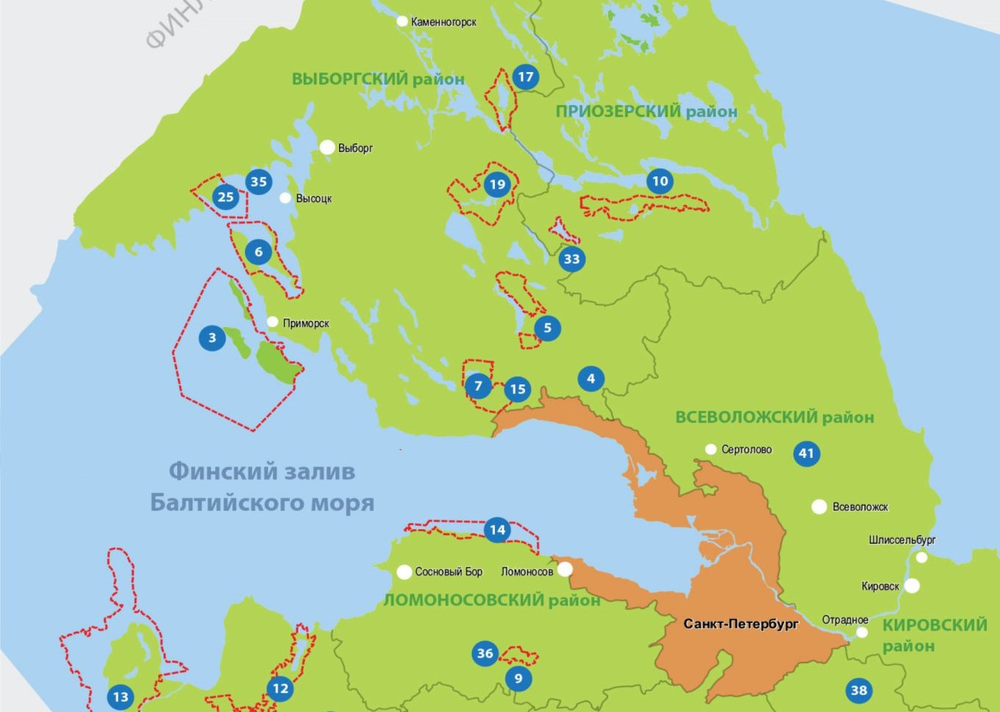 ФИНЛ
Каменногорск
17
ВЫБОРГСКИЙ район
ПРИОЗЕРСКИЙ район
Выборг
35
19
10
25
Высоцк
6
33
Приморск
5
3
4
7
15
ВСЕВОЛОЖСКИЙ район
Сертолово
41
Финский залив
Балтийского моря
Всеволожск
14
Шлиссельбург
Сосновый Бор
Ломоносов
Кировск
ЛОМОНОСОВСКИЙ район
Отрадное
Санкт-Петербург
КИРОВСКИЙ
район
36
9
12
13
38